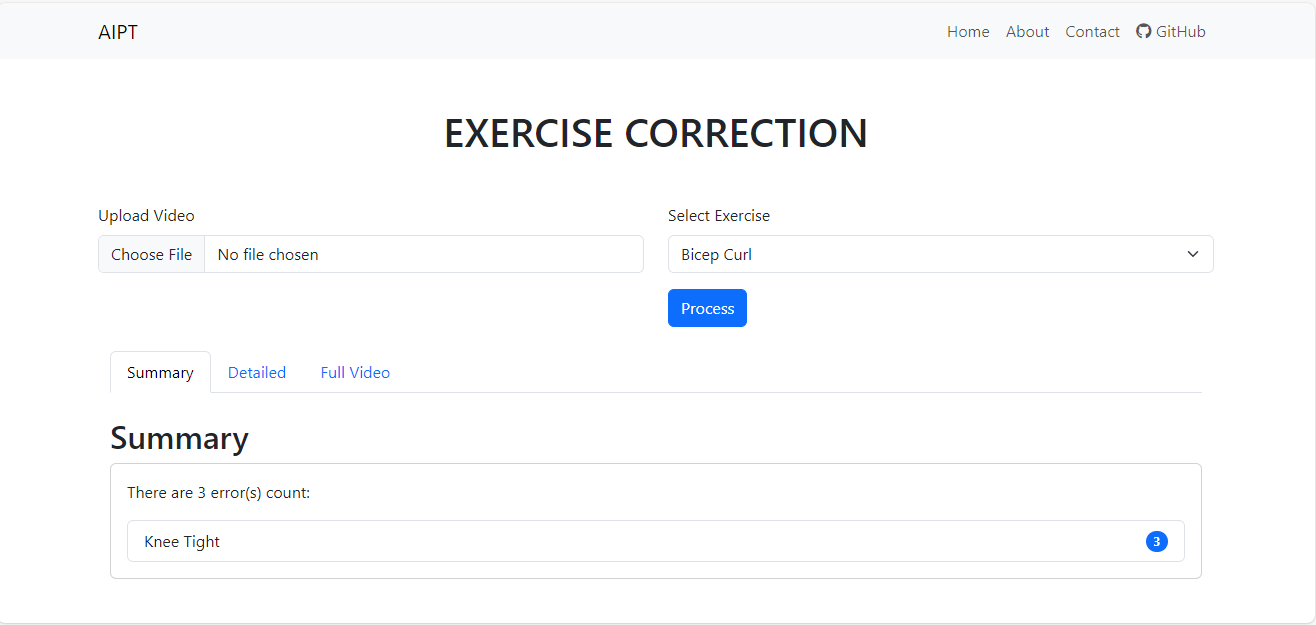 AIPT
Home About Contact GitHub
EXERCISE CORRECTION
Upload Video
Select Exercise
Choose File No file chosen
Bicep Curl
Process
Summary Detailed Full Video
Summary
There are 3 error(s) count:
Knee Tight 3